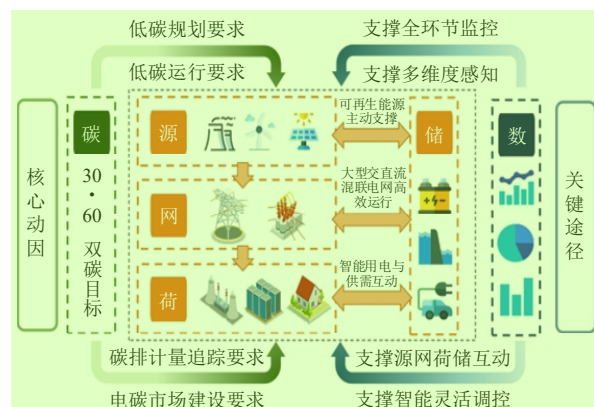 低碳规划要求
支撑全环节监控
低碳运行要求
支撑多维度感知
核心动因
碳
30·60 双碳目标
源
可再生能源
主动支撑
储
网
大型交直流
混联电网高
效运行
荷
智能用电与
供需互动
数
关键途径
碳排计量追踪要求
支撑源网荷储互动
电碳市场建设要求
支撑智能灵活调控